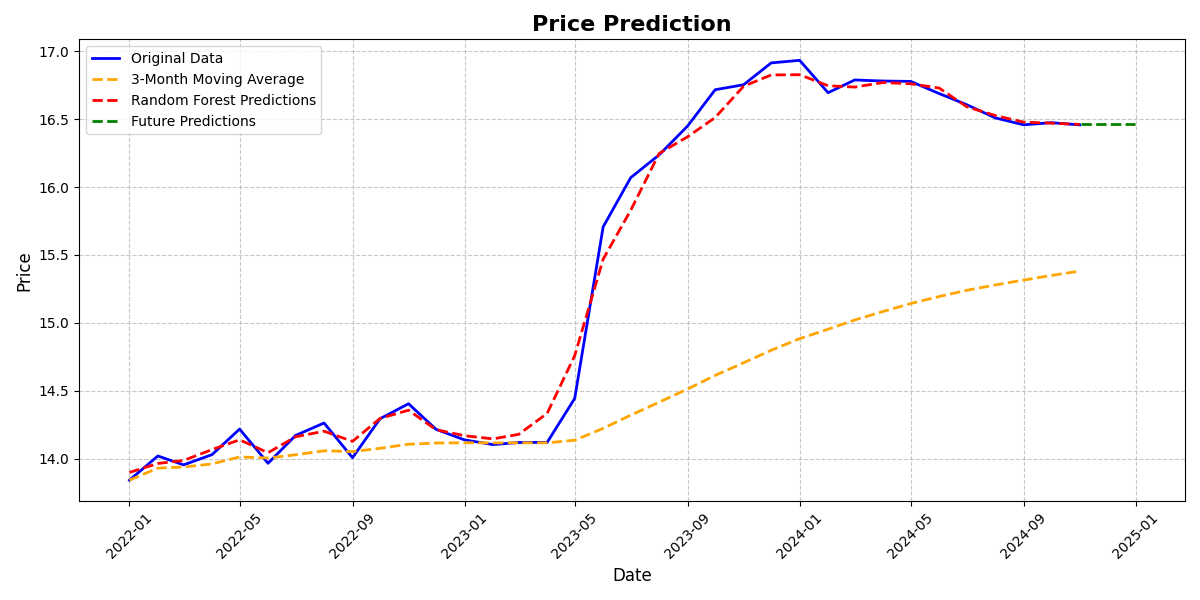 Price Prediction
Original Data
3-Month Moving Average
Random Forest Predictions
Future Predictions
17.0
16.5
16.0
15.5
15.0
14.5
14.0
Price
2022-01
2022-05
2022-09
2023-01
2023-05
2023-09
2024-01
2024-05
2024-09
2025-01
Date